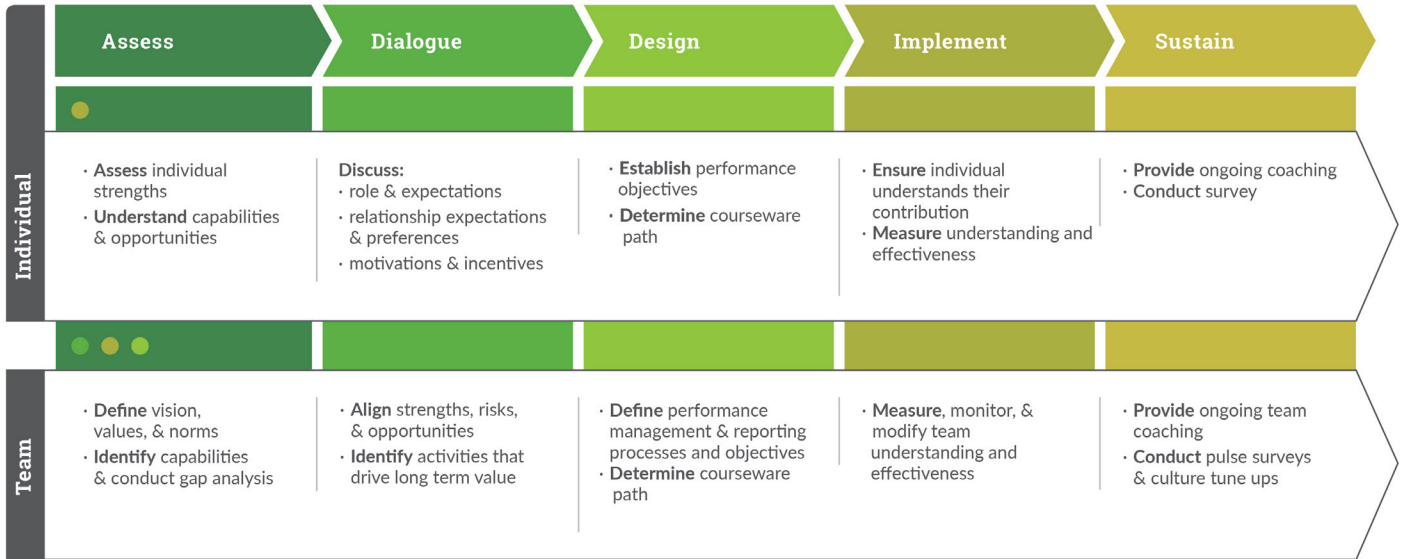 Assess
Dialogue
Design
Implement
Sustain
Individual
· Assess individual
strengths
· Understand capabilities
& opportunities
Discuss:
· role & expectations
· relationship expectations
& preferences
· motivations & incentives
· Establish performance
objectives
· Determine courseware
path
· Ensure individual
understands their
contribution
· Measure understanding and
effectiveness
· Provide ongoing coaching
· Conduct survey
Team
· Define vision,
values, & norms
· Identify capabilities
& conduct gap analysis
· Align strengths, risks,
& opportunities
· Identify activities that
drive long term value
· Define performance
management & reporting
processes and objectives
· Determine courseware
path
· Measure, monitor, &
modify team
understanding and
effectiveness
· Provide ongoing team
coaching
· Conduct pulse surveys
& culture tune ups